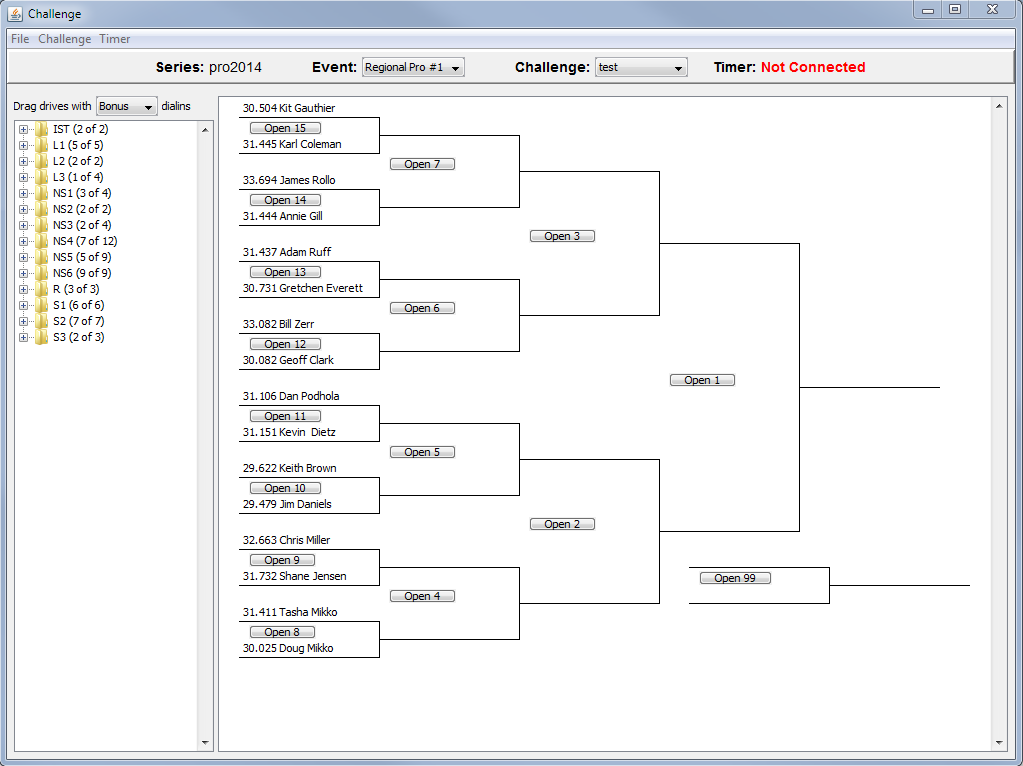 Challenge
File Challenge Timer
Series: pro2014 Event: Regional Pro #1 Challenge: test Timer: Not Connected
Drag drives with Bonus dialins
IST (2 of 2)
L1 (5 of 5)
L2 (2 of 2)
L3 (1 of 4)
NS1 (3 of 4)
NS2 (2 of 2)
NS3 (2 of 4)
NS4 (7 of 12)
NS5 (5 of 9)
NS6 (9 of 9)
R (3 of 3)
S1 (6 of 6)
S2 (7 of 7)
S3 (2 of 3)
30.504 Kit Gauthier
Open 15
31.445 Karl Coleman
Open 7
33.694 James Rollo
Open 14
31.444 Annie Gill
Open 3
31.437 Adam Ruff
Open 13
30.731 Gretchen Everett
Open 6
33.082 Bill Zerr
Open 12
30.082 Geoff Clark
Open 1
31.106 Dan Podhola
Open 11
31.151 Kevin  Dietz
Open 5
29.622 Keith Brown
Open 10
29.479 Jim Daniels
Open 2
32.663 Chris Miller
Open 9
31.732 Shane Jensen
Open 99
Open 4
31.411 Tasha Mikko
Open 8
30.025 Doug Mikko